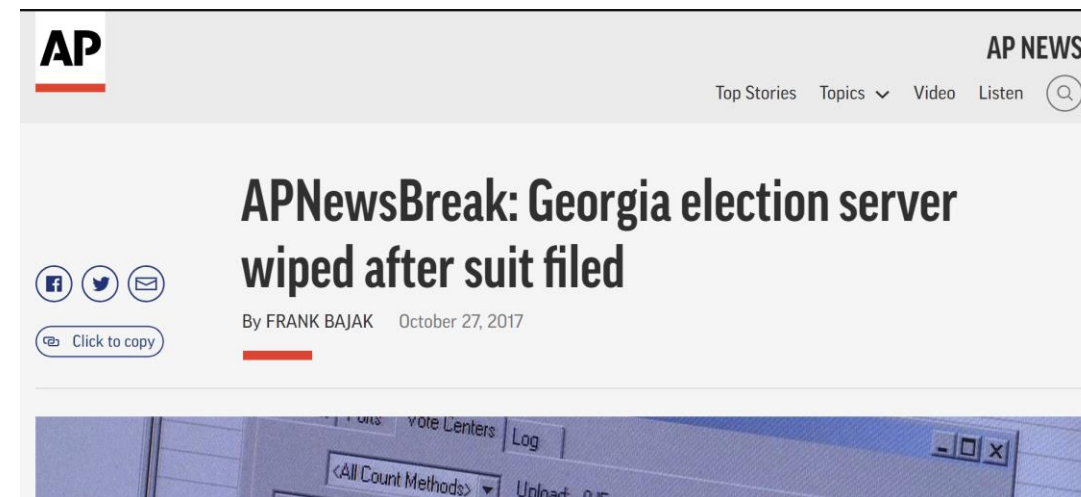 AP
AP NEWS
Top Stories Topics Video Listen
APNewsBreak: Georgia election server
wiped after suit filed
By FRANK BAJAK October 27, 2017
Click to copy
Vote Centers Log
<All Count Methods> Upload: